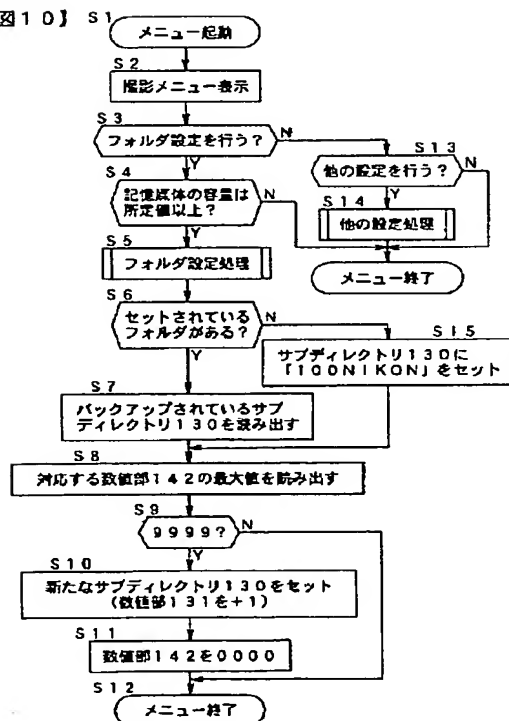 図10】 S1
メニュー起動
S2
撮影メニュー表示
S3
フォルダ設定を行う?
N
Y
S13
他の設定を行う?
N
Y
S4
記憶媒体の容量は
所定値以上?
N
Y
S14
他の設定処理
メニュー終了
S5
フォルダ設定処理
S6
セットされている
フォルダがある?
N
Y
S15
サブディレクトリ130に
「100NIKON」をセット
S7
バックアップされているサブ
ディレクトリ130を読み出す
S8
対応する数値部142の最大値を読み出す
S9
9999?
N
Y
S10
新たなサブディレクトリ130をセット
(数値部131を+1)
S11
数値部142を0000
S12
メニュー終了